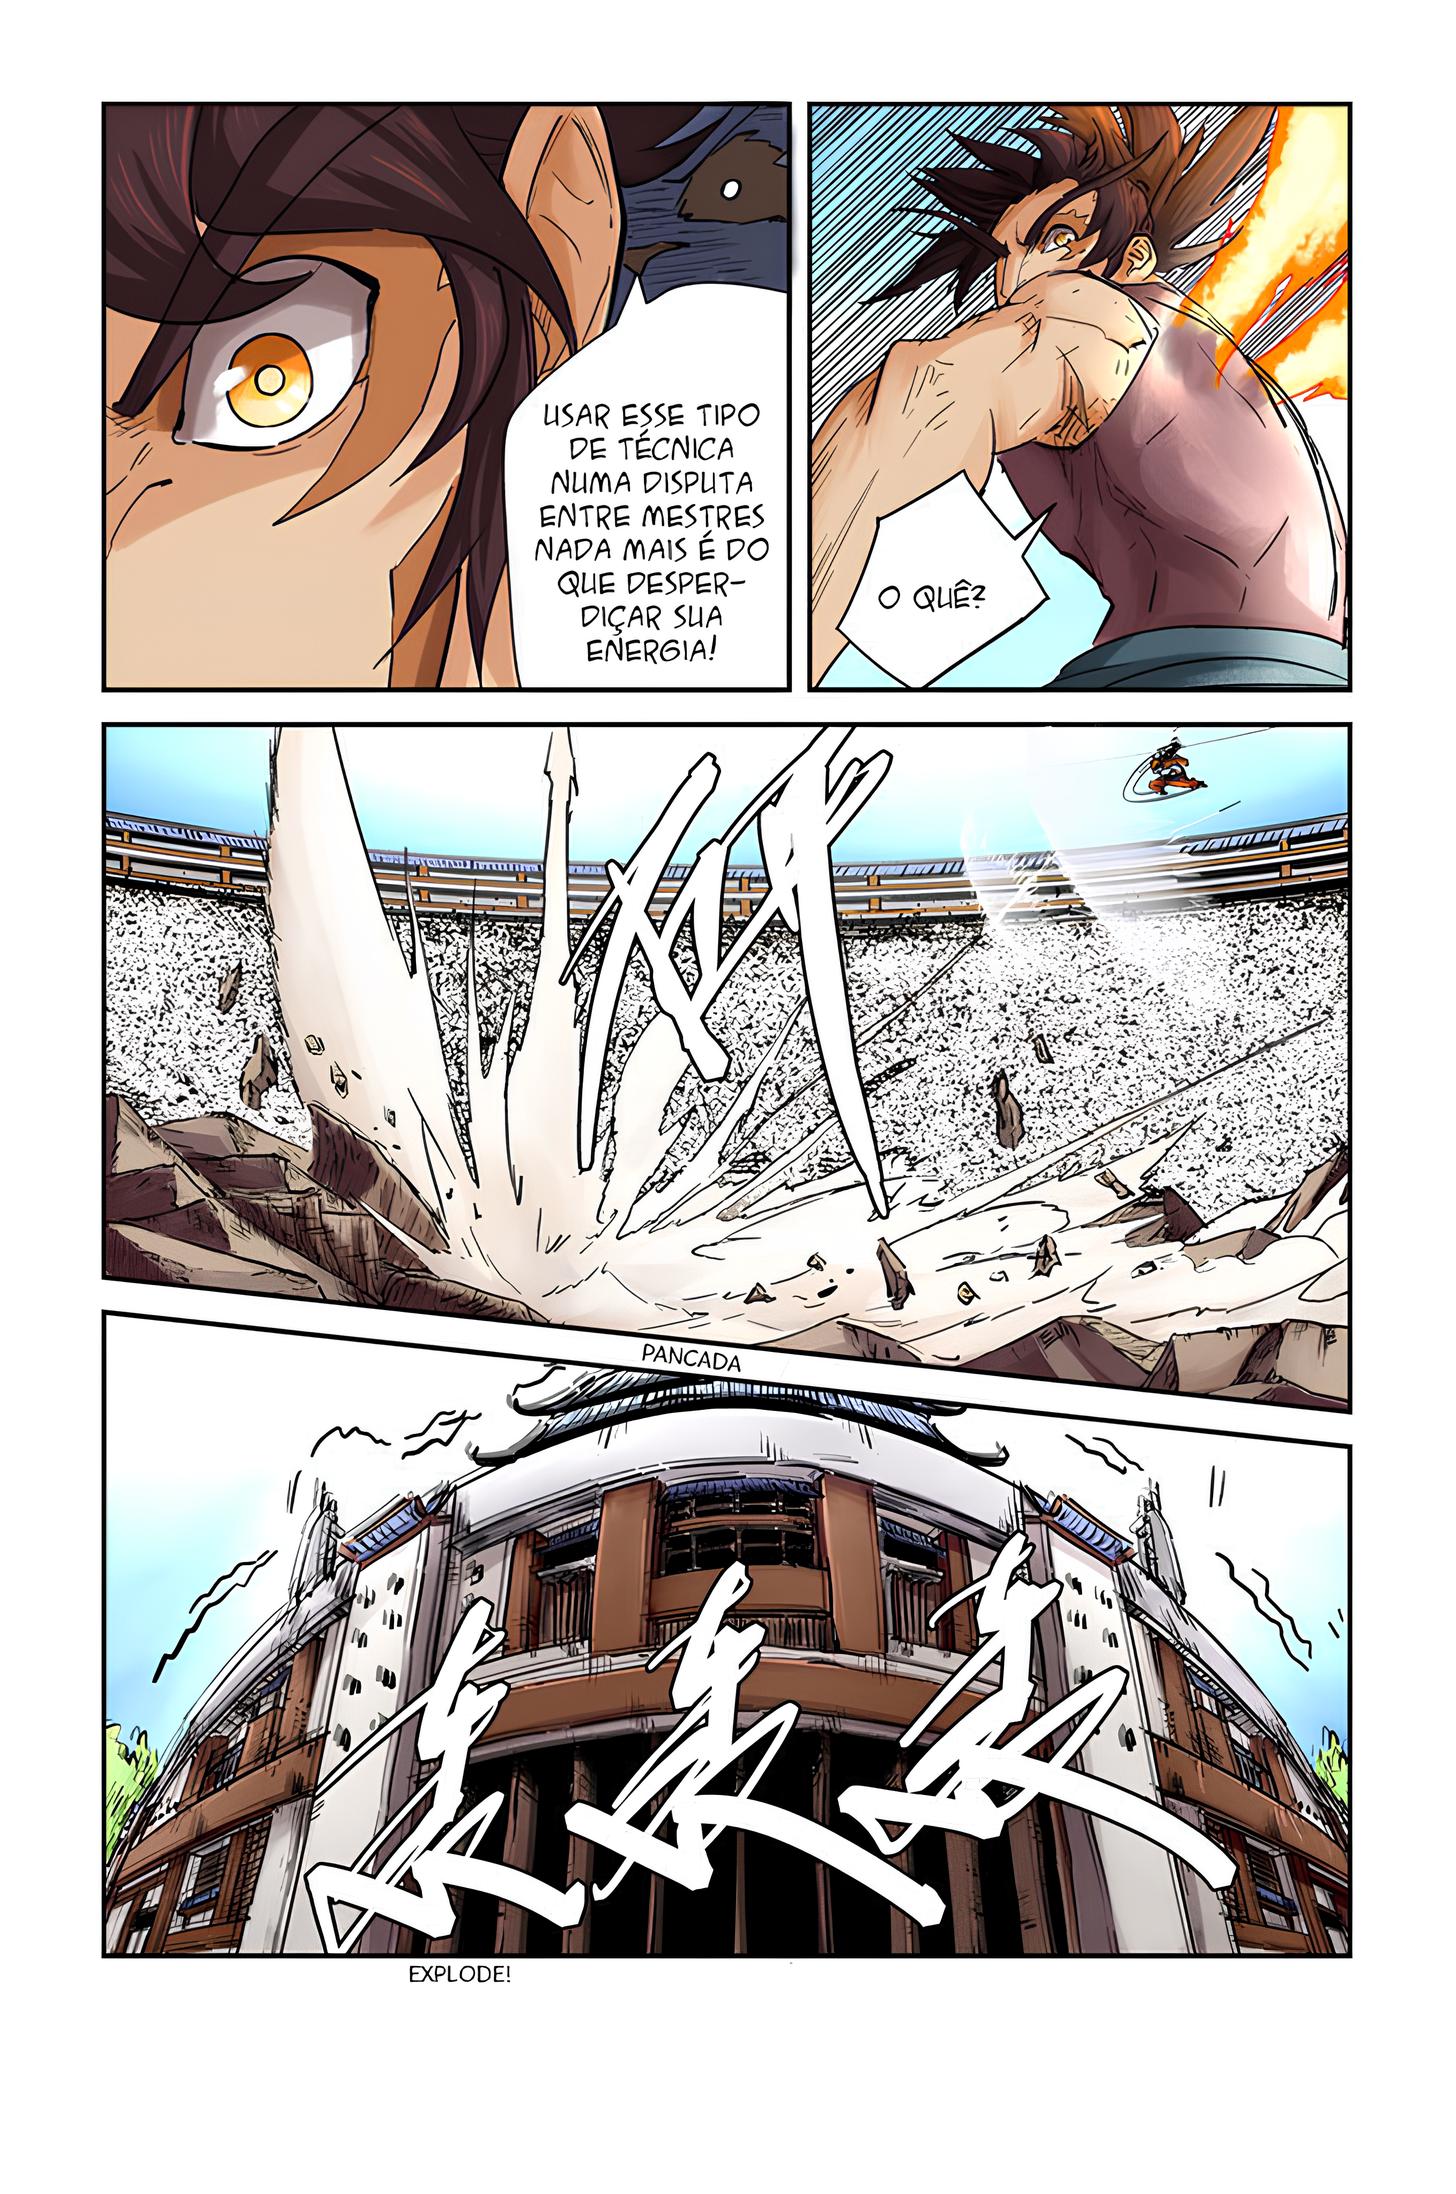 USAR ESSE TIPO
DE TÉCNICA
NUMA DISPUTA
ENTRE MESTRES
NADA MAIS É DO
QUE DESPER-
DIÇAR SUA
ENERGIA!
O QUÊ?
PANCADA
EXPLODE!